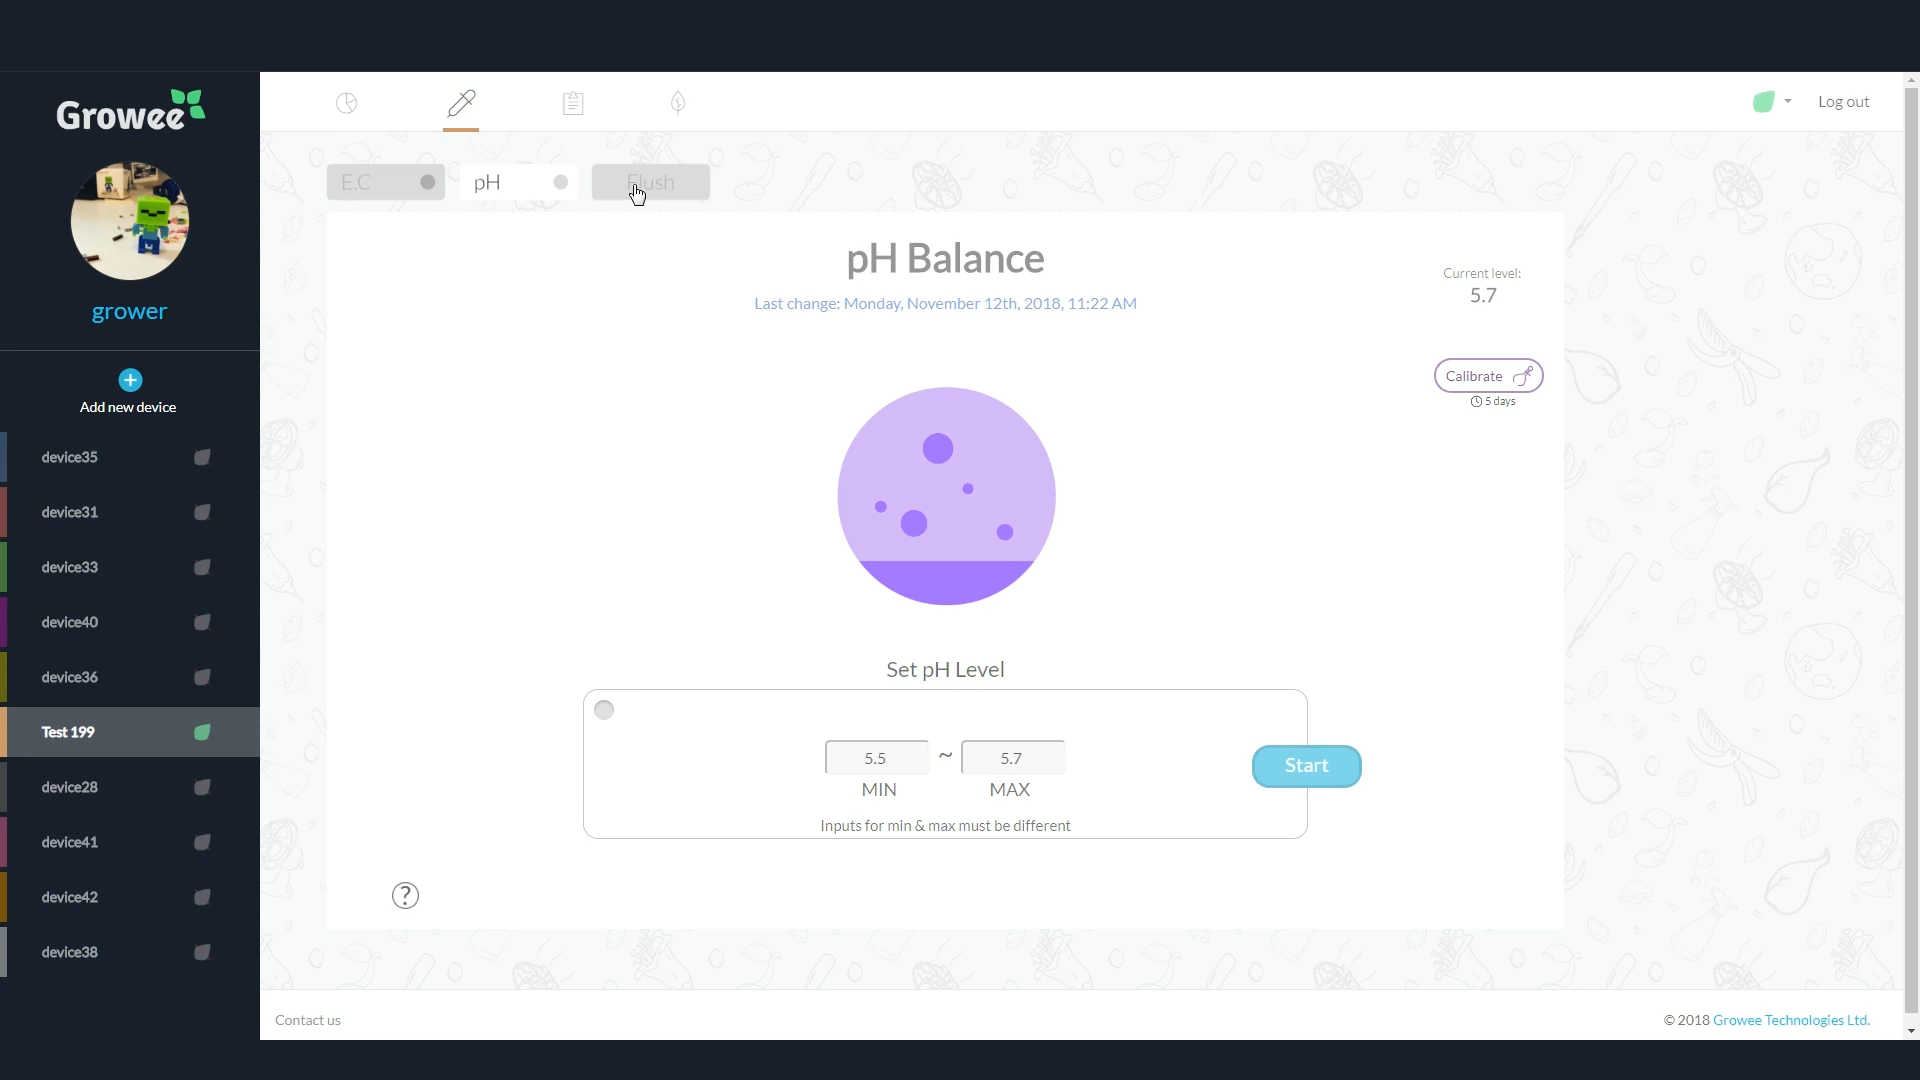 Growee
grower
Add new device
device35
device31
device33
device40
device36
Test 199
device28
device41
device42
device38
Log out
E.C
pH
Flush
pH Balance
Last change: Monday, November 12th, 2018, 11:22 AM
Current level:
5.7
Calibrate
5 days
Set pH Level
5.5 ~ 5.7
MIN MAX
Start
Inputs for min & max must be different
?
Contact us
© 2018 Growee Technologies Ltd.